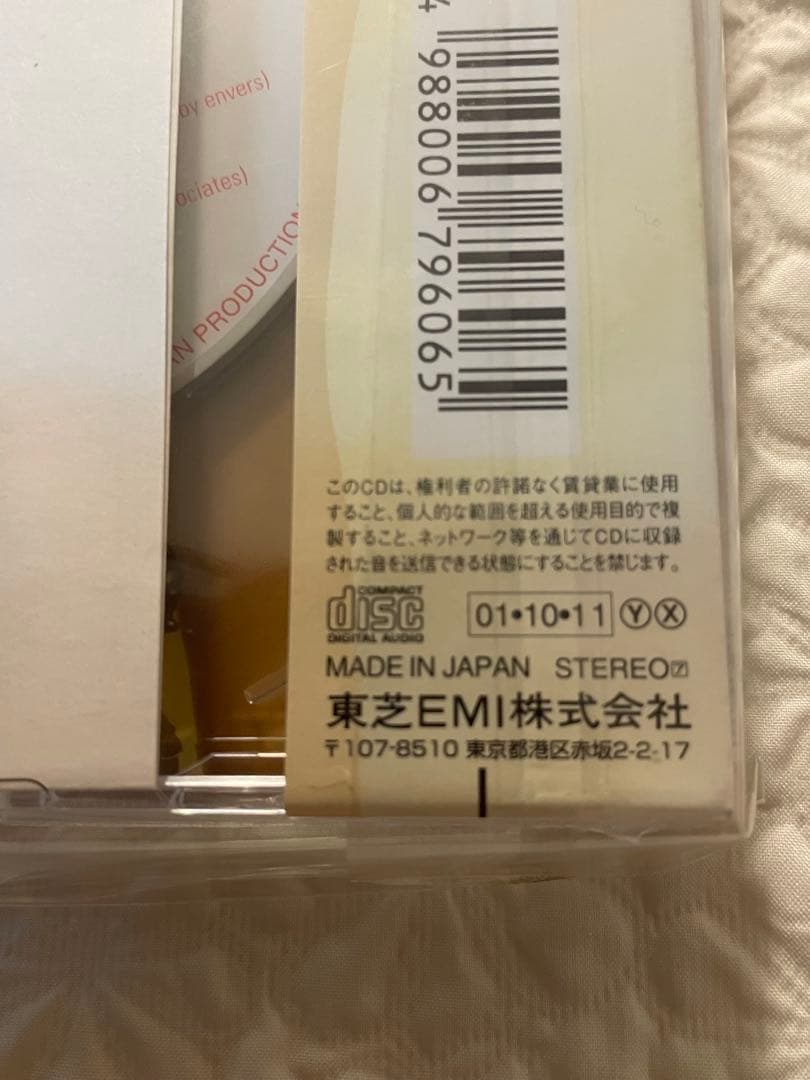 by envers)
ociates)
AN PRODUCTION
4 988006 796065
このCDは、権利者の許諾なく賃貸業に使用
すること、個人的な範囲を超える使用目的で複
製すること、ネットワーク等を通じてCDに収録
された音を送信できる状態にすることを禁じます。
COMPACT
disc
DIGITAL AUDIO
01•10•11 Ⓨ Ⓧ
MADE IN JAPAN STEREO ア
東芝EMI株式会社
〒107-8510 東京都港区赤坂2-2-17